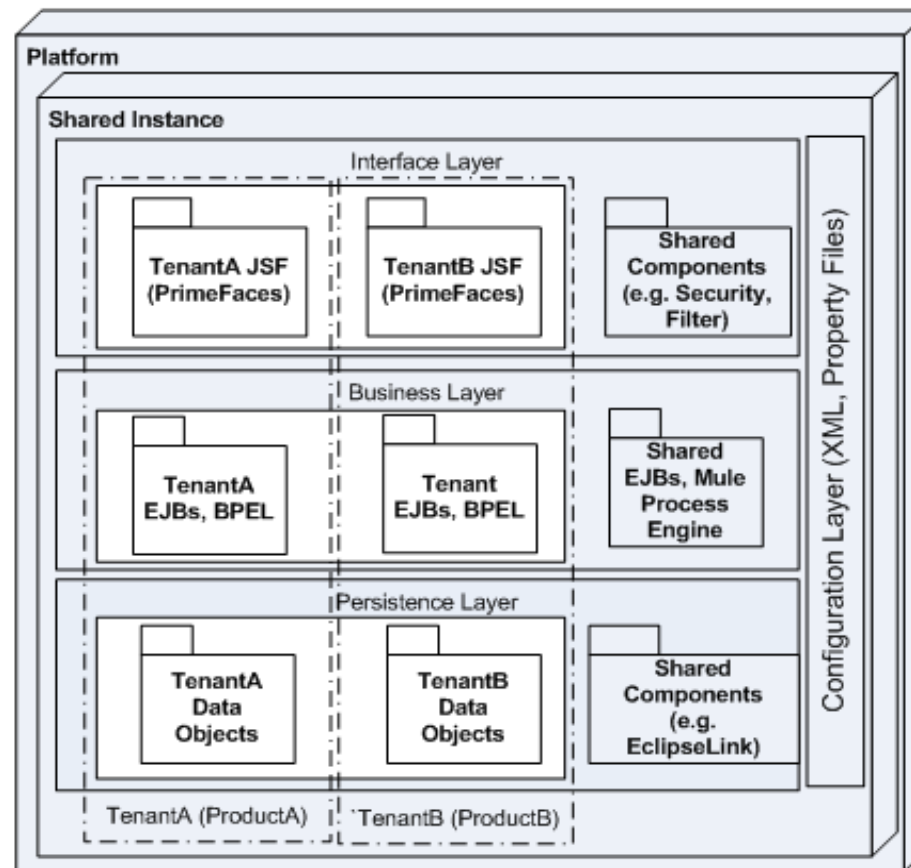 Platform
Shared Instance
Interface Layer
TenantA JSF
(PrimeFaces)
TenantB JSF
(PrimeFaces)
Shared
Components
(e.g. Security,
Filter)
Business Layer
TenantA
EJBs, BPEL
Tenant
EJBs, BPEL
Shared
EJBs, Mule
Process
Engine
Persistence Layer
TenantA
Data
Objects
TenantB
Data
Objects
Shared
Components
(e.g.
EclipseLink)
TenantA (ProductA)
TenantB (ProductB)
Configuration Layer (XML, Property Files)